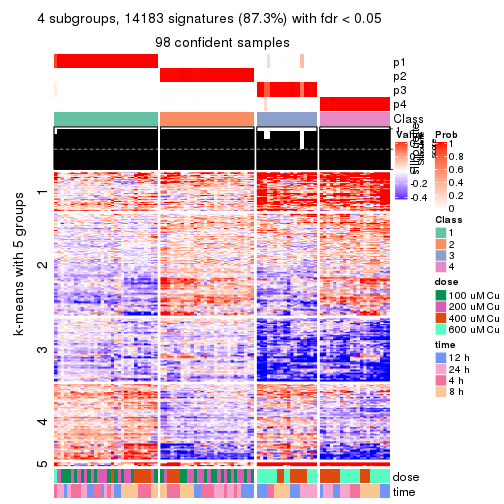 4 subgroups, 14183 signatures (87.3%) with fdr < 0.05
98 confident samples
p1
p2
p3
p4
Class
k-means with 5 groups
1
2
3
4
5
dose
time
Value
0.4
-0.2
-0.4
Prob
1
0.8
0.6
0.4
0.2
0
Class
1
2
3
4
dose
100 uM Cu
200 uM Cu
400 uM Cu
600 uM Cu
time
12 h
24 h
4 h
8 h